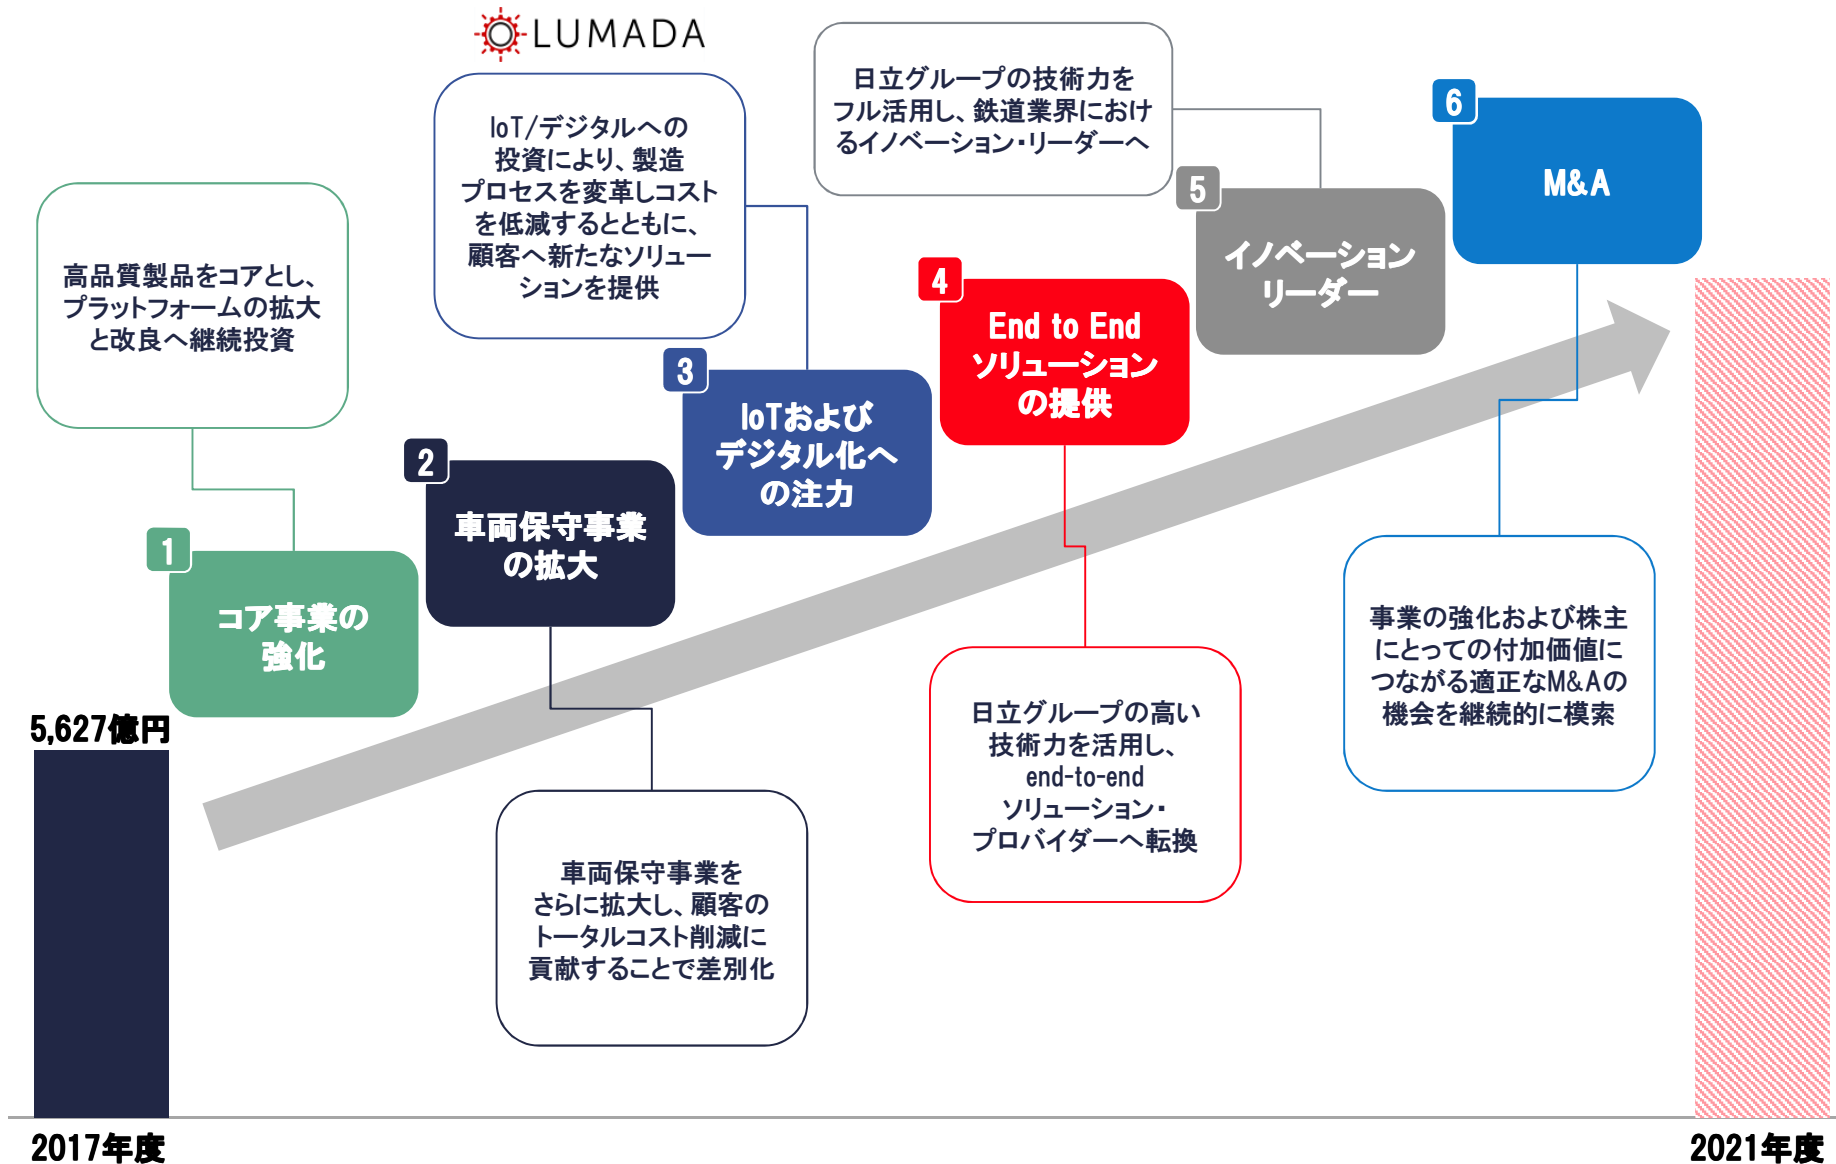 LUMADA
高品質製品をコアとし、
プラットフォームの拡大
と改良へ継続投資
1
コア事業の
強化
2
車両保守事業
の拡大
車両保守事業を
さらに拡大し、顧客の
トータルコスト削減に
貢献することで差別化
IoT/デジタルへの
投資により、製造
プロセスを変革しコスト
を低減するとともに、
顧客へ新たなソリュー
ションを提供
3
IoTおよび
デジタル化へ
の注力
4
End to End
ソリューション
の提供
日立グループの高い
技術力を活用し、
end-to-end
ソリューション・
プロバイダーへ転換
日立グループの技術力を
フル活用し、鉄道業界におけ
るイノベーション・リーダーへ
5
イノベーション
リーダー
6
M&A
事業の強化および株主
にとっての付加価値に
つながる適正なM&Aの
機会を継続的に模索
5,627億円
2017年度
2021年度